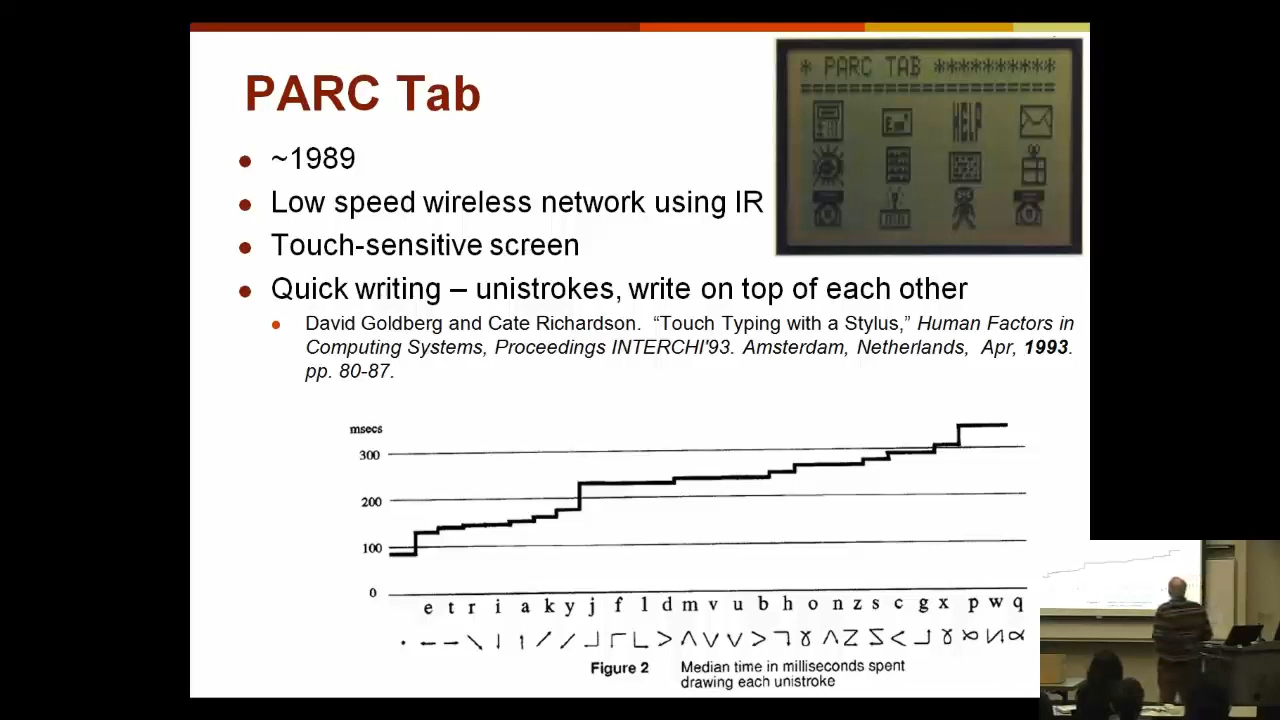 PARC Tab
* PARC TAB **********
==============================
Em!
HELP
~1989
Low speed wireless network using IR
Touch-sensitive screen
Quick writing – unistrokes, write on top of each other
David Goldberg and Cate Richardson. “Touch Typing with a Stylus,” Human Factors in
Computing Systems, Proceedings INTERCHI'93. Amsterdam, Netherlands, Apr, 1993.
pp. 80-87.
msecs
300
200
100
0
e t r i a k y j f l d m v u b h o n z s c g x p w q
Figure 2 Median time in milliseconds spent
drawing each unistroke